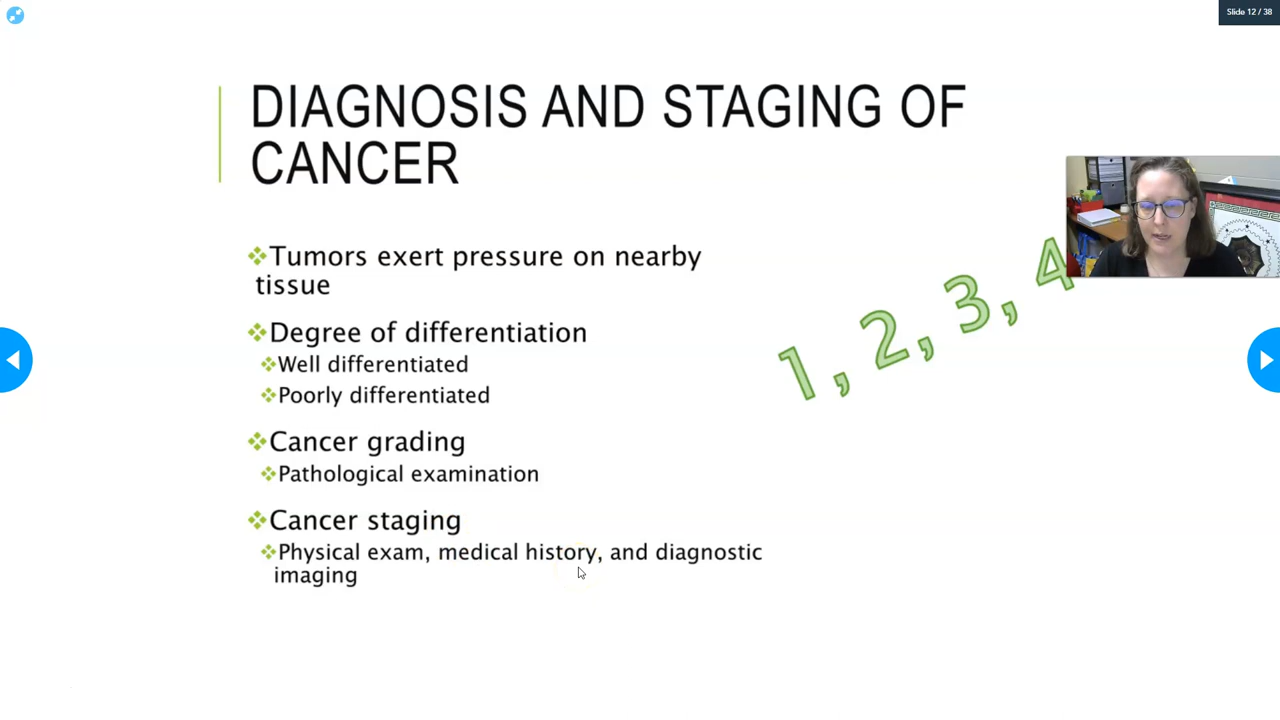 Slide 12 / 38
DIAGNOSIS AND STAGING OF
CANCER
❖Tumors exert pressure on nearby
tissue
❖Degree of differentiation
❖Well differentiated
❖Poorly differentiated
❖Cancer grading
❖Pathological examination
❖Cancer staging
❖Physical exam, medical history, and diagnostic
imaging
1, 2, 3, 4